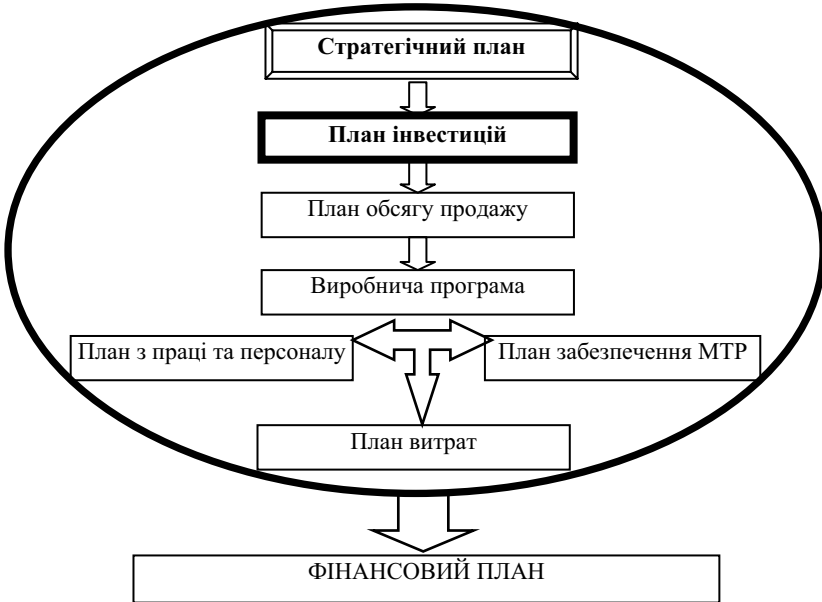 Стратегічний план
План інвестицій
План обсягу продажу
Виробнича програма
План з праці та персоналу
План забезпечення МТР
План витрат
ФІНАНСОВИЙ ПЛАН